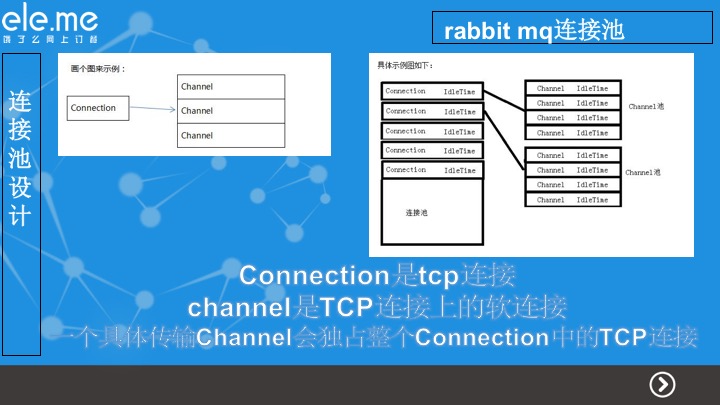 ele.me
饿了么网上订餐
rabbit mq连接池
连接池设计
画个图来示例：
Connection
Channel
Channel
Channel
具体示例图如下：
Connection IdleTime
Connection IdleTime
Connection IdleTime
Connection IdleTime
Connection IdleTime
连接池
Channel IdleTime
Channel IdleTime
Channel IdleTime
Channel IdleTime
Channel池
Channel IdleTime
Channel IdleTime
Channel IdleTime
Channel IdleTime
Channel池
Connection是tcp连接
channel是TCP连接上的软连接
一个具体传输Channel会独占整个Connection中的TCP连接